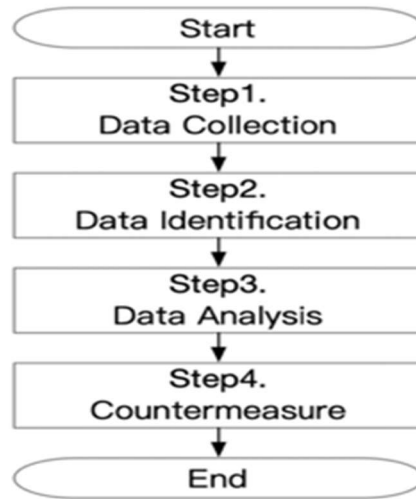 Start
Step1.
Data Collection
Step2.
Data Identification
Step3.
Data Analysis
Step4.
Countermeasure
End